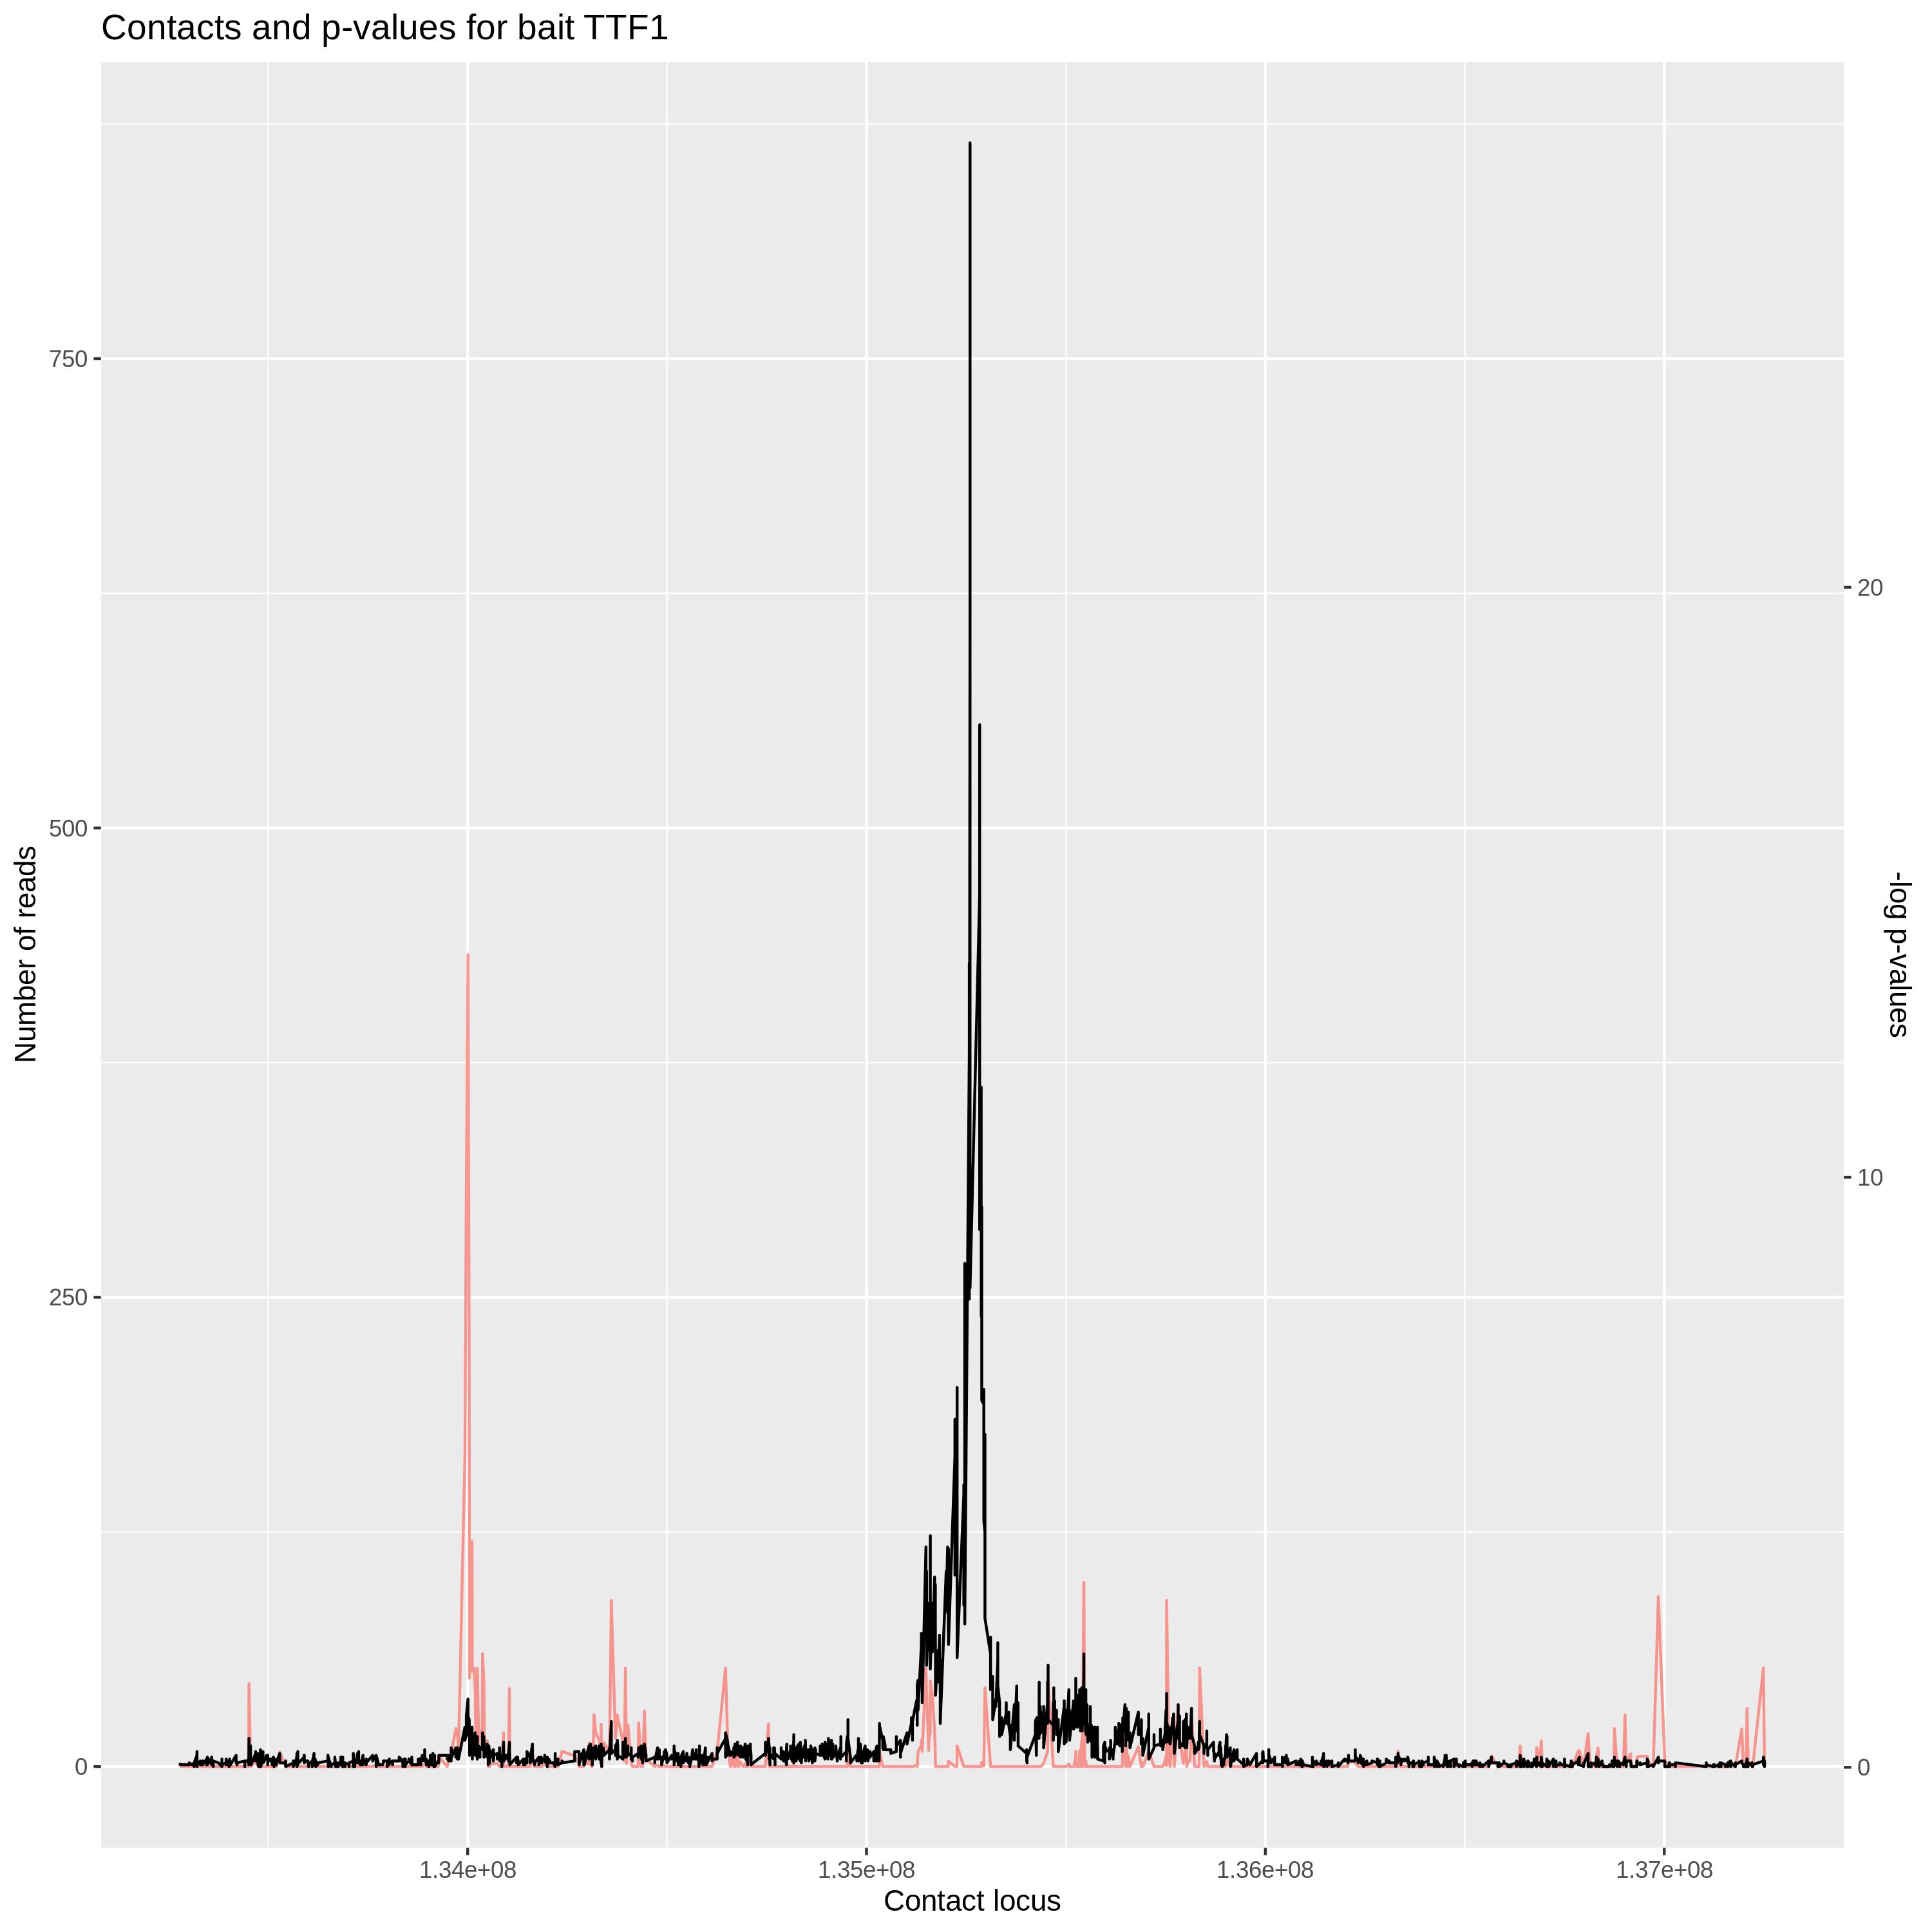 Contacts and p-values for bait TTF1
750
500
250
0
Number of reads
20
10
0
-log p-values
1.34e+08
1.35e+08
1.36e+08
1.37e+08
Contact locus